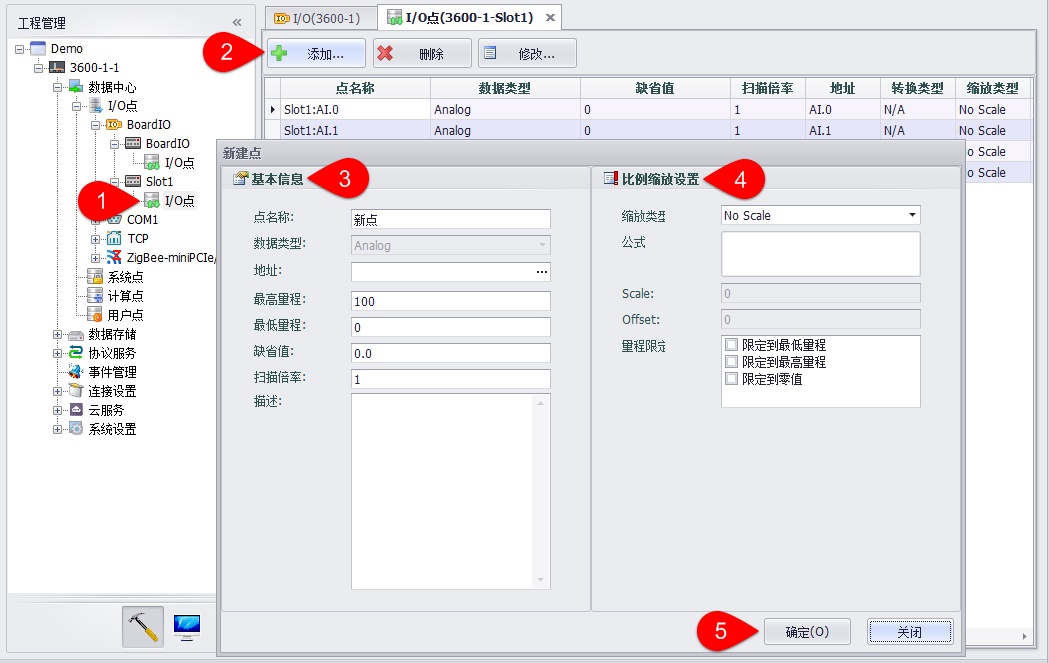 工程管理
«
Demo
3600-1-1
数据中心
I/O点
BoardIO
BoardIO
I/O点
Slot1
1
I/O点
COM1
TCP
ZigBee-miniPCIe/
系统点
计算点
用户点
数据存储
协议服务
事件管理
连接设置
云服务
系统设置
I/O(3600-1)
I/O点(3600-1-Slot1)
2
添加...
删除
修改...
点名称 数据类型 缺省值 扫描倍率 地址 转换类型 缩放类型
Slot1:AI.0 Analog 0 1 AI.0 N/A No Scale
Slot1:AI.1 Analog 0 1 AI.1 N/A No Scale
o Scale
o Scale
新建点
基本信息
3
点名称: 新点
数据类型: Analog
地址: ...
最高量程: 100
最低量程: 0
缺省值: 0.0
扫描倍率: 1
描述:
比例缩放设置
4
缩放类型 No Scale
公式
Scale: 0
Offset: 0
量程限定
限定到最低量程
限定到最高量程
限定到零值
5
确定(O)
关闭